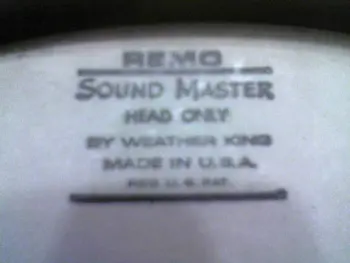 REMO
SOUND MASTER
HEAD ONLY
BY WEATHER KING
MADE IN U.S.A.
REG. U.S. PAT.